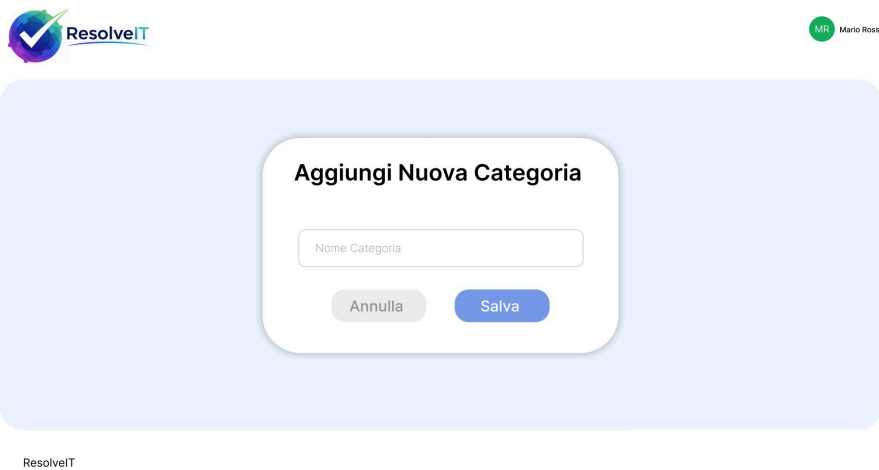 ResolveIT
MR Mario Ross
Aggiungi Nuova Categoria
Nome Categoria
Annulla Salva
ResolveIT